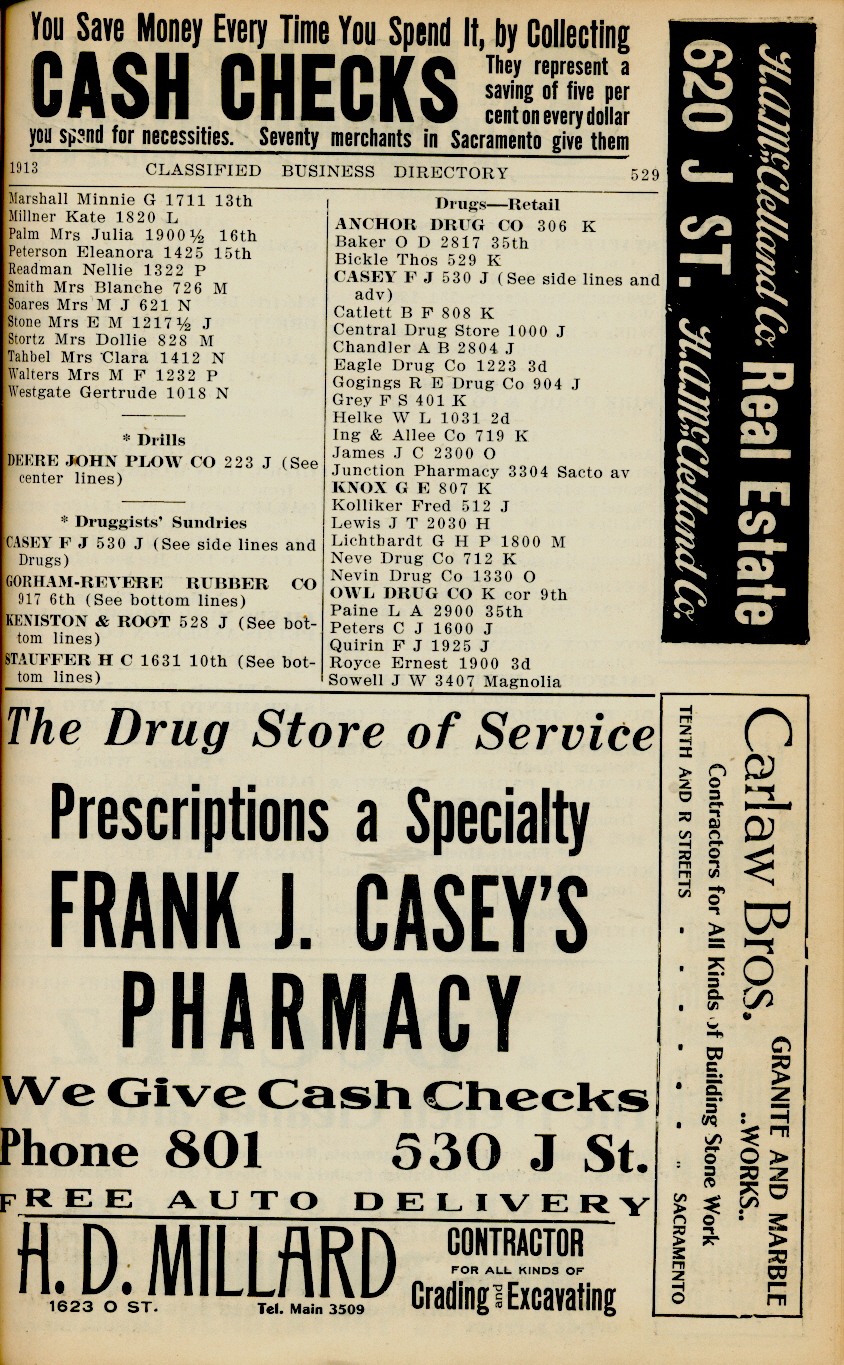 You Save Money Every Time You Spend It, by Collecting
CASH CHECKS
They represent a
saving of five per
cent on every dollar
you spend for necessities. Seventy merchants in Sacramento give them
1913 CLASSIFIED BUSINESS DIRECTORY 529
Marshall Minnie G 1711 13th
Millner Kate 1820 L
Palm Mrs Julia 1900½ 16th
Peterson Eleanora 1425 15th
Readman Nellie 1322 P
Smith Mrs Blanche 726 M
Soares Mrs M J 621 N
Stone Mrs E M 1217½ J
Stortz Mrs Dollie 828 M
Tahbel Mrs Clara 1412 N
Walters Mrs M F 1232 P
Westgate Gertrude 1018 N
* Drills
DEERE JOHN PLOW CO 223 J (See
center lines)
* Druggists' Sundries
CASEY F J 530 J (See side lines and
Drugs)
GORHAM-REVERE RUBBER CO
917 6th (See bottom lines)
KENISTON & ROOT 528 J (See bot-
tom lines)
STAUFFER H C 1631 10th (See bot-
tom lines)
Drugs—Retail
ANCHOR DRUG CO 306 K
Baker O D 2817 35th
Bickle Thos 529 K
CASEY F J 530 J (See side lines and
adv)
Catlett B F 808 K
Central Drug Store 1000 J
Chandler A B 2804 J
Eagle Drug Co 1223 3d
Gogings R E Drug Co 904 J
Grey F S 401 K
Helke W L 1031 2d
Ing & Allee Co 719 K
James J C 2300 O
Junction Pharmacy 3304 Sacto av
KNOX G E 807 K
Kolliker Fred 512 J
Lewis J T 2030 H
Lichthardt G H P 1800 M
Neve Drug Co 712 K
Nevin Drug Co 1330 O
OWL DRUG CO K cor 9th
Paine L A 2900 35th
Peters C J 1600 J
Quirin F J 1925 J
Royce Ernest 1900 3d
Sowell J W 3407 Magnolia
H. A. McClelland Co. Real Estate
620 J ST. H. A. McClelland Co.
The Drug Store of Service
Prescriptions a Specialty
FRANK J. CASEY'S
PHARMACY
We Give Cash Checks
Phone 801 530 J St.
FREE AUTO DELIVERY
Carlaw Bros. GRANITE AND MARBLE
..WORKS..
Contractors for All Kinds of Building Stone Work
TENTH AND R STREETS - - - - - - SACRAMENTO
H. D. MILLARD
1623 O ST. Tel. Main 3509
CONTRACTOR
FOR ALL KINDS OF
Grading and Excavating